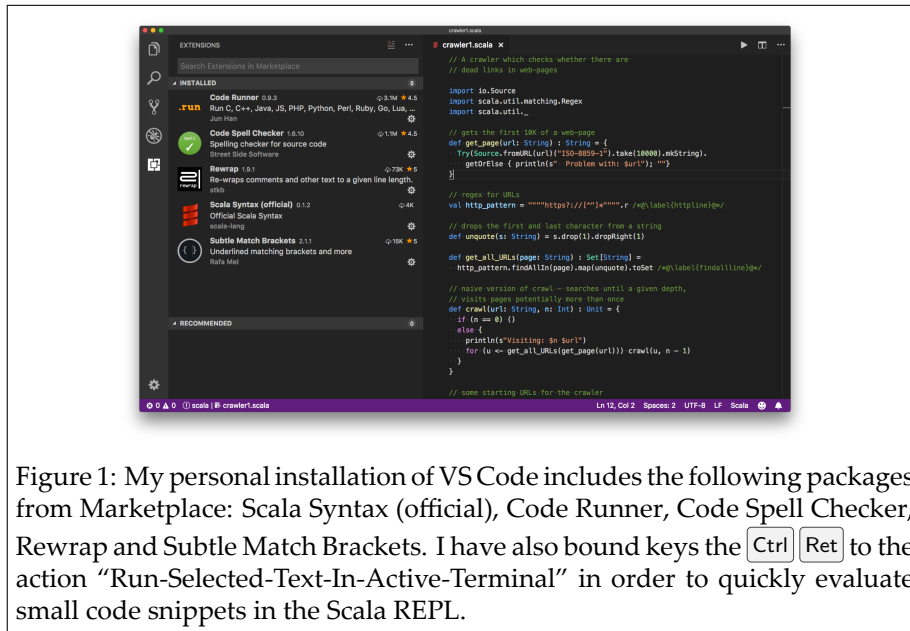 crawler1.scala
EXTENSIONS
Search Extensions in Marketplace
INSTALLED 5
.run
Code Runner 0.9.3 3.1M ★4.5
Run C, C++, Java, JS, PHP, Python, Perl, Ruby, Go, Lua, ...
Jun Han
Code Spell Checker 1.6.10 1.1M ★4.5
Spelling checker for source code
Street Side Software
rewrap
Rewrap 1.9.1 73K ★5
Re-wraps comments and other text to a given line length.
stkb
Scala Syntax (official) 0.1.2 4K
Official Scala Syntax
scala-lang
Subtle Match Brackets 2.1.1 16K ★5
Underlined matching brackets and more
Rafa Mel
RECOMMENDED 0
crawler1.scala ×
// A crawler which checks whether there are
// dead links in web-pages
import io.Source
import scala.util.matching.Regex
import scala.util._
// gets the first 10K of a web-page
def get_page(url: String) : String = {
Try(Source.fromURL(url)("ISO-8859-1").take(10000).mkString).
getOrElse { println(s" Problem with: $url"); ""}
}
// regex for URLs
val http_pattern = """"https?://[^"]*"""".r /*@\label{httpline}@*/
// drops the first and last character from a string
def unquote(s: String) = s.drop(1).dropRight(1)
def get_all_URLs(page: String) : Set[String] =
http_pattern.findAllIn(page).map(unquote).toSet /*@\label{findallline}@*/
// naive version of crawl - searches until a given depth,
// visits pages potentially more than once
def crawl(url: String, n: Int) : Unit = {
if (n == 0) ()
else {
println(s"Visiting: $n $url")
for (u <- get_all_URLs(get_page(url))) crawl(u, n - 1)
}
}
// some starting URLs for the crawler
0 0 scala | crawler1.scala Ln 12, Col 2 Spaces: 2 UTF-8 LF Scala
Figure 1: My personal installation of VS Code includes the following packages
from Marketplace: Scala Syntax (official), Code Runner, Code Spell Checker,
Rewrap and Subtle Match Brackets. I have also bound keys the Ctrl Ret to the
action “Run-Selected-Text-In-Active-Terminal” in order to quickly evaluate
small code snippets in the Scala REPL.